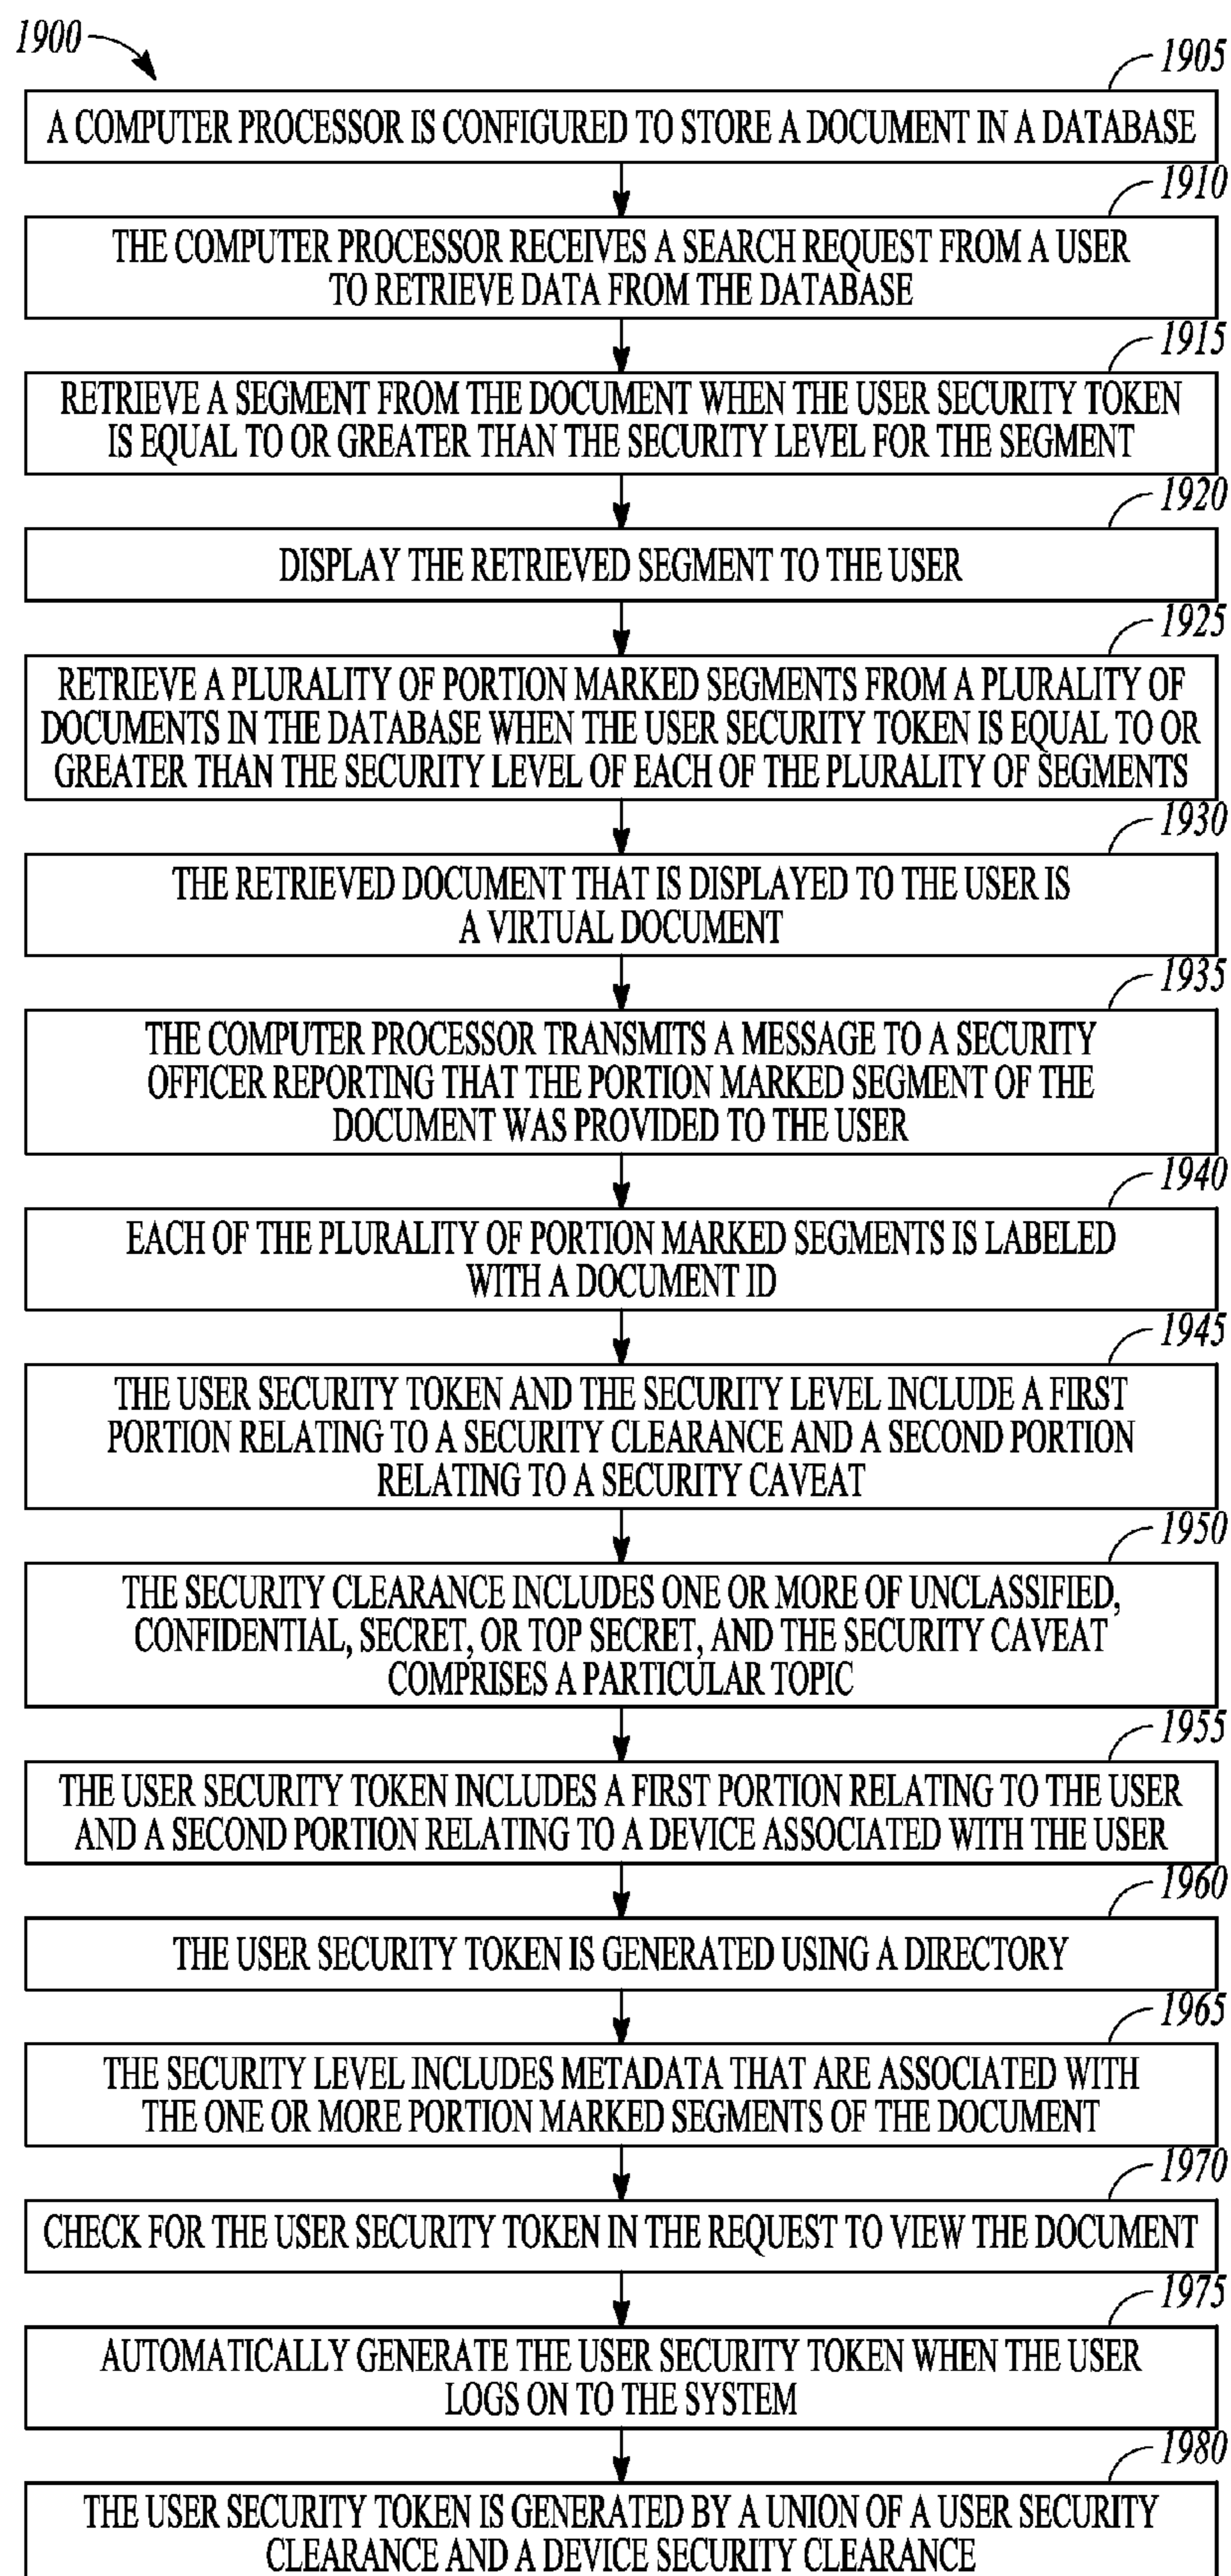 1900
1905
A COMPUTER PROCESSOR IS CONFIGURED TO STORE A DOCUMENT IN A DATABASE
1910
THE COMPUTER PROCESSOR RECEIVES A SEARCH REQUEST FROM A USER
TO RETRIEVE DATA FROM THE DATABASE
1915
RETRIEVE A SEGMENT FROM THE DOCUMENT WHEN THE USER SECURITY TOKEN
IS EQUAL TO OR GREATER THAN THE SECURITY LEVEL FOR THE SEGMENT
1920
DISPLAY THE RETRIEVED SEGMENT TO THE USER
1925
RETRIEVE A PLURALITY OF PORTION MARKED SEGMENTS FROM A PLURALITY OF
DOCUMENTS IN THE DATABASE WHEN THE USER SECURITY TOKEN IS EQUAL TO OR
GREATER THAN THE SECURITY LEVEL OF EACH OF THE PLURALITY OF SEGMENTS
1930
THE RETRIEVED DOCUMENT THAT IS DISPLAYED TO THE USER IS
A VIRTUAL DOCUMENT
1935
THE COMPUTER PROCESSOR TRANSMITS A MESSAGE TO A SECURITY
OFFICER REPORTING THAT THE PORTION MARKED SEGMENT OF THE
DOCUMENT WAS PROVIDED TO THE USER
1940
EACH OF THE PLURALITY OF PORTION MARKED SEGMENTS IS LABELED
WITH A DOCUMENT ID
1945
THE USER SECURITY TOKEN AND THE SECURITY LEVEL INCLUDE A FIRST
PORTION RELATING TO A SECURITY CLEARANCE AND A SECOND PORTION
RELATING TO A SECURITY CAVEAT
1950
THE SECURITY CLEARANCE INCLUDES ONE OR MORE OF UNCLASSIFIED,
CONFIDENTIAL, SECRET, OR TOP SECRET, AND THE SECURITY CAVEAT
COMPRISES A PARTICULAR TOPIC
1955
THE USER SECURITY TOKEN INCLUDES A FIRST PORTION RELATING TO THE USER
AND A SECOND PORTION RELATING TO A DEVICE ASSOCIATED WITH THE USER
1960
THE USER SECURITY TOKEN IS GENERATED USING A DIRECTORY
1965
THE SECURITY LEVEL INCLUDES METADATA THAT ARE ASSOCIATED WITH
THE ONE OR MORE PORTION MARKED SEGMENTS OF THE DOCUMENT
1970
CHECK FOR THE USER SECURITY TOKEN IN THE REQUEST TO VIEW THE DOCUMENT
1975
AUTOMATICALLY GENERATE THE USER SECURITY TOKEN WHEN THE USER
LOGS ON TO THE SYSTEM
1980
THE USER SECURITY TOKEN IS GENERATED BY A UNION OF A USER SECURITY
CLEARANCE AND A DEVICE SECURITY CLEARANCE